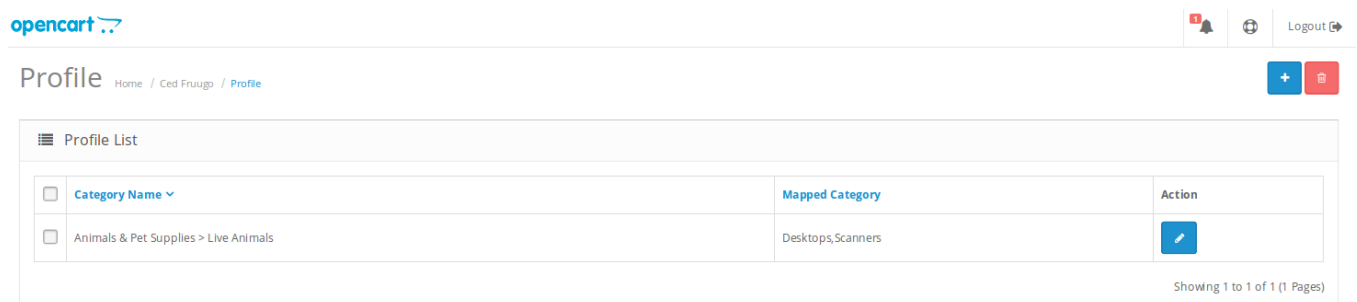 opencart
1
Logout
Profile Home / Ced Fruugo / Profile
Profile List
Category Name Mapped Category Action
Animals & Pet Supplies > Live Animals Desktops,Scanners
Showing 1 to 1 of 1 (1 Pages)